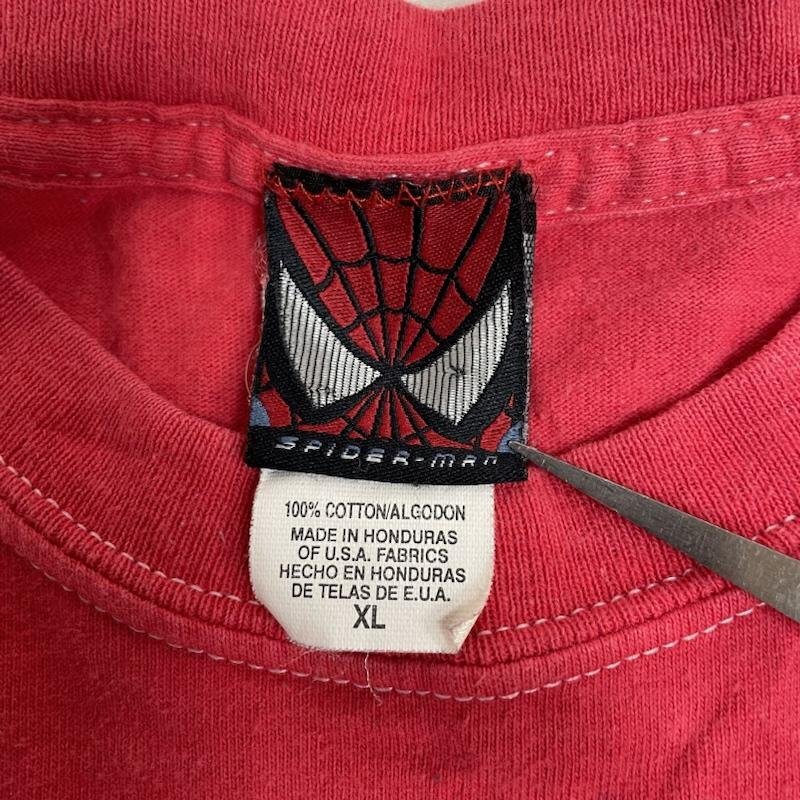 SPIDER-MAN
100% COTTON/ALGODON
MADE IN HONDURAS
OF U.S.A. FABRICS
HECHO EN HONDURAS
DE TELAS DE E.U.A.
XL